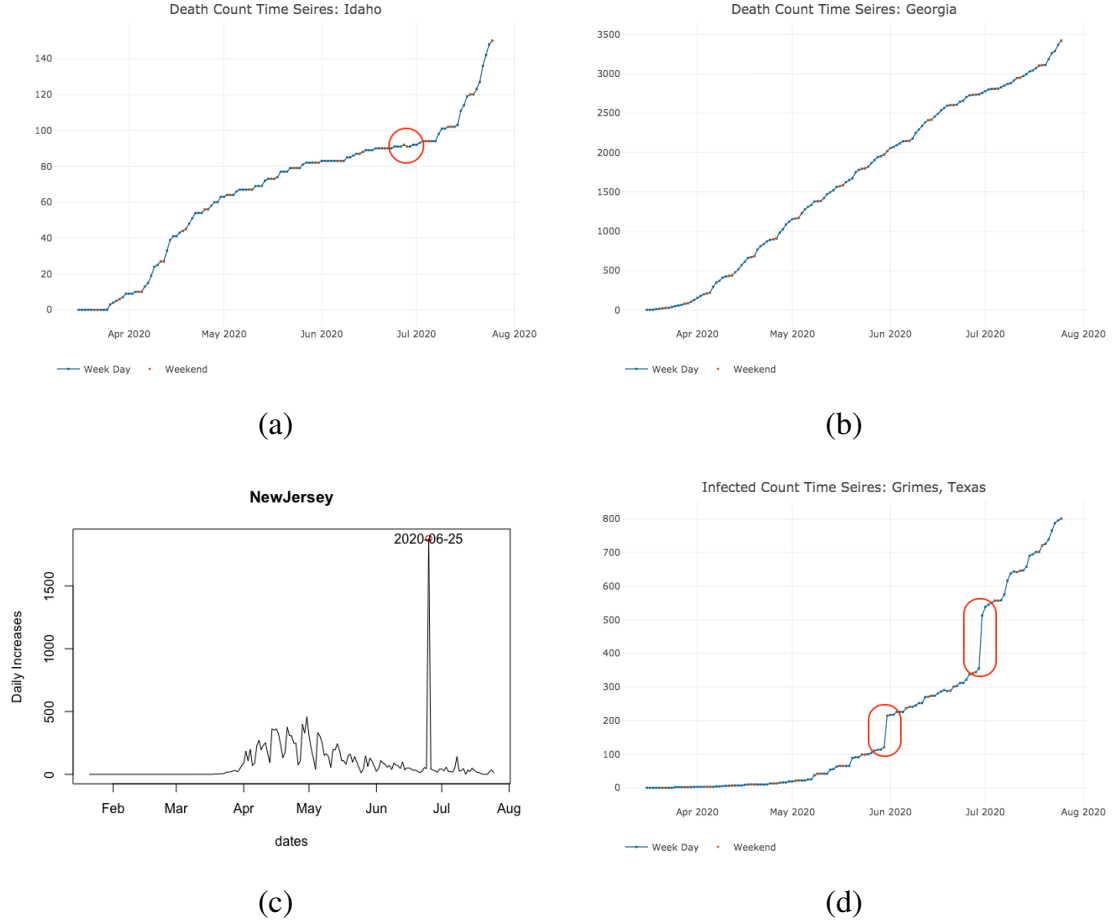 Death Count Time Seires: Idaho
140
120
100
80
60
40
20
0
Apr 2020 May 2020 Jun 2020 Jul 2020 Aug 2020
Week Day Weekend
(a)
Death Count Time Seires: Georgia
3500
3000
2500
2000
1500
1000
500
0
Apr 2020 May 2020 Jun 2020 Jul 2020 Aug 2020
Week Day Weekend
(b)
NewJersey
2020-06-25
Daily Increases
1500
1000
500
0
Feb Mar Apr May Jun Jul Aug
dates
(c)
Infected Count Time Seires: Grimes, Texas
800
700
600
500
400
300
200
100
0
Apr 2020 May 2020 Jun 2020 Jul 2020 Aug 2020
Week Day Weekend
(d)